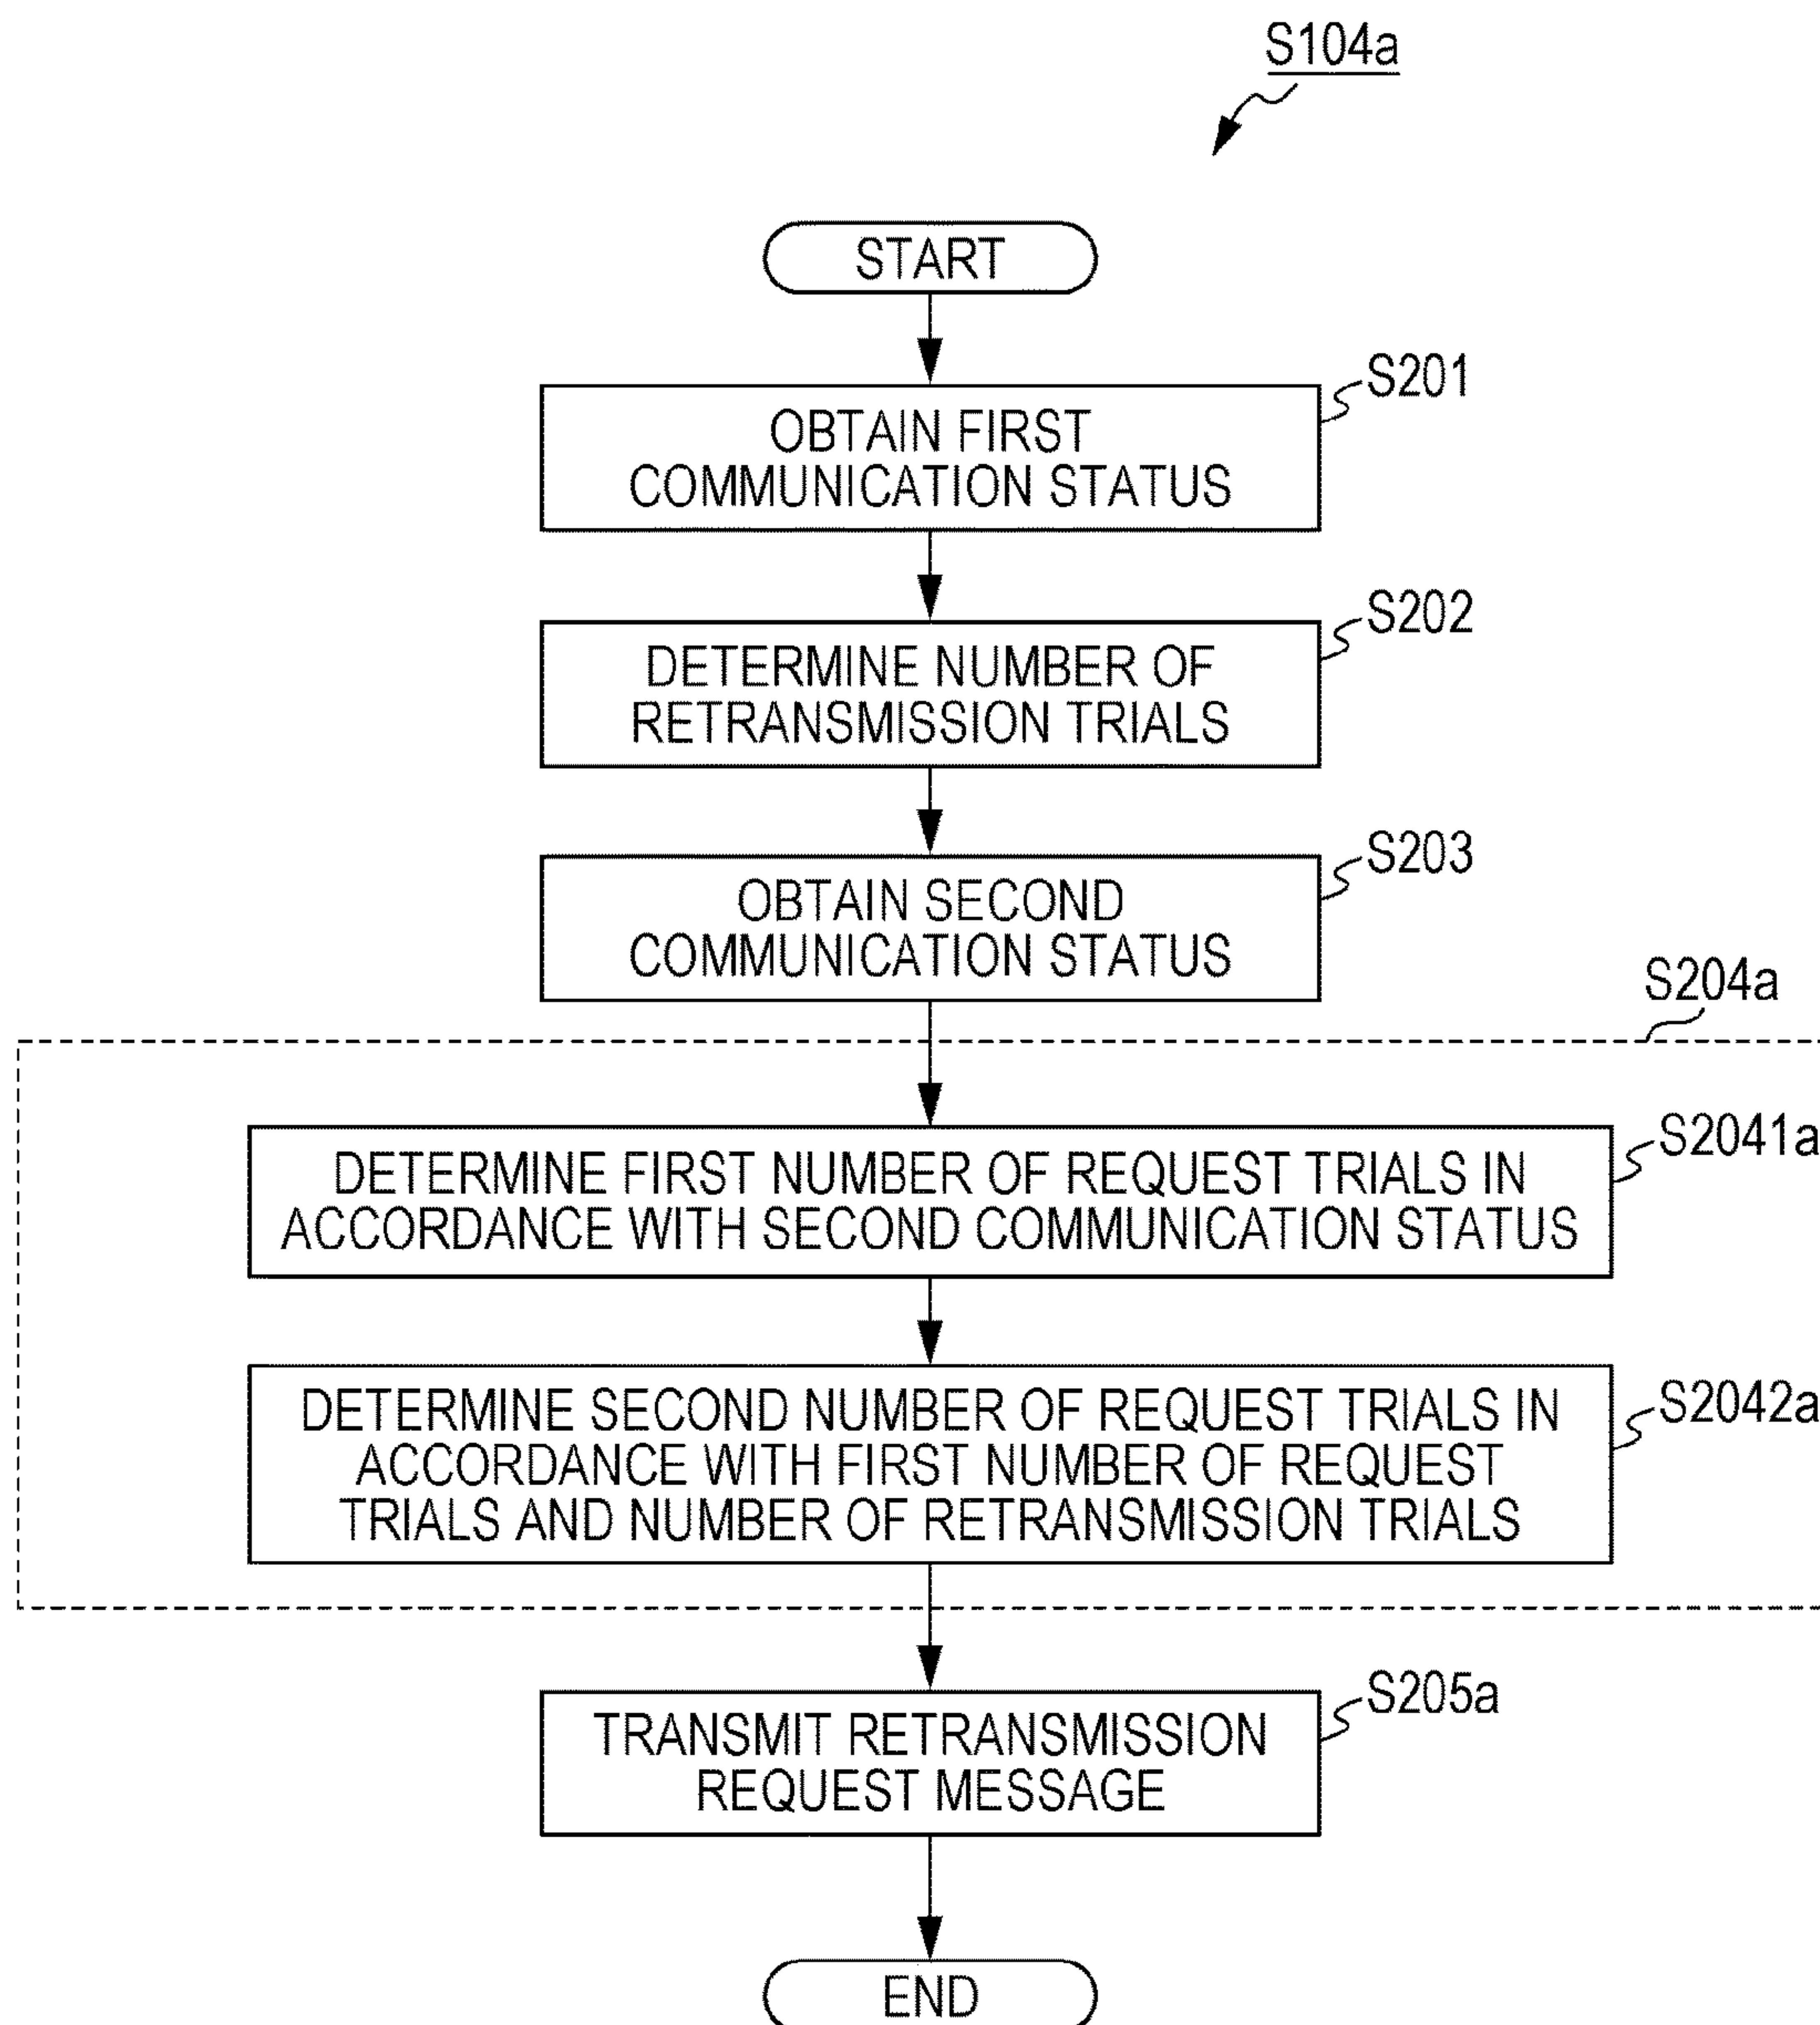 S104a
START
S201
OBTAIN FIRST
COMMUNICATION STATUS
S202
DETERMINE NUMBER OF
RETRANSMISSION TRIALS
S203
OBTAIN SECOND
COMMUNICATION STATUS
S204a
S2041a
DETERMINE FIRST NUMBER OF REQUEST TRIALS IN
ACCORDANCE WITH SECOND COMMUNICATION STATUS
S2042a
DETERMINE SECOND NUMBER OF REQUEST TRIALS IN
ACCORDANCE WITH FIRST NUMBER OF REQUEST
TRIALS AND NUMBER OF RETRANSMISSION TRIALS
S205a
TRANSMIT RETRANSMISSION
REQUEST MESSAGE
END